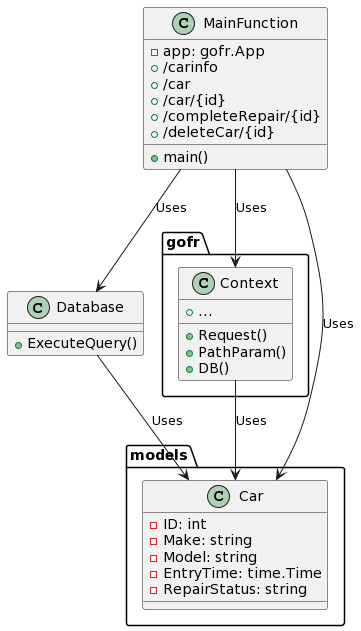 C MainFunction
app: gofr.App
/carinfo
/car
/car/{id}
/completeRepair/{id}
/deleteCar/{id}
main()
Uses
Uses
gofr
C Context
...
Request()
PathParam()
DB()
C Database
ExecuteQuery()
Uses
Uses
Uses
models
C Car
ID: int
Make: string
Model: string
EntryTime: time.Time
RepairStatus: string